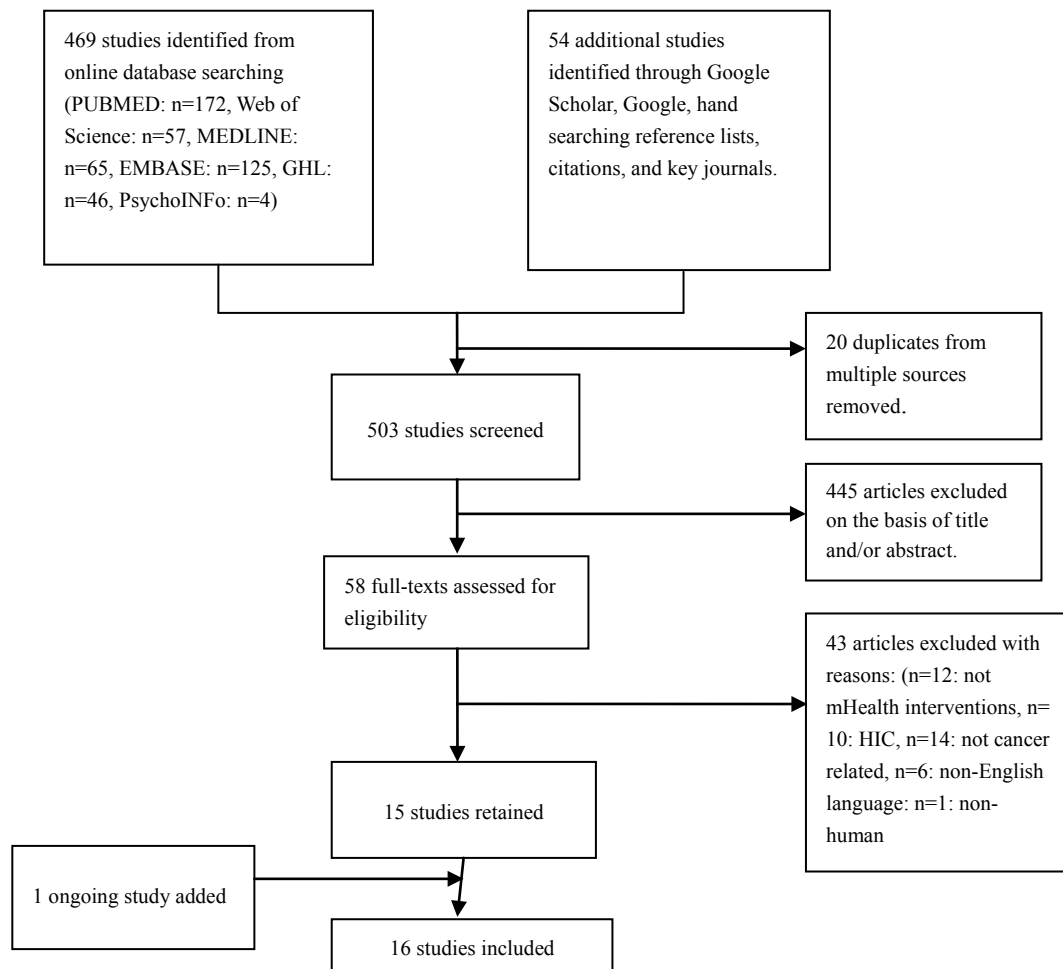 469 studies identified from
online database searching
(PUBMED: n=172, Web of
Science: n=57, MEDLINE:
n=65, EMBASE: n=125, GHL:
n=46, PsychoINFo: n=4)
54 additional studies
identified through Google
Scholar, Google, hand
searching reference lists,
citations, and key journals.
20 duplicates from
multiple sources
removed.
503 studies screened
445 articles excluded
on the basis of title
and/or abstract.
58 full-texts assessed for
eligibility
43 articles excluded with
reasons: (n=12: not
mHealth interventions, n=
10: HIC, n=14: not cancer
related, n=6: non-English
language: n=1: non-
human
15 studies retained
1 ongoing study added
16 studies included